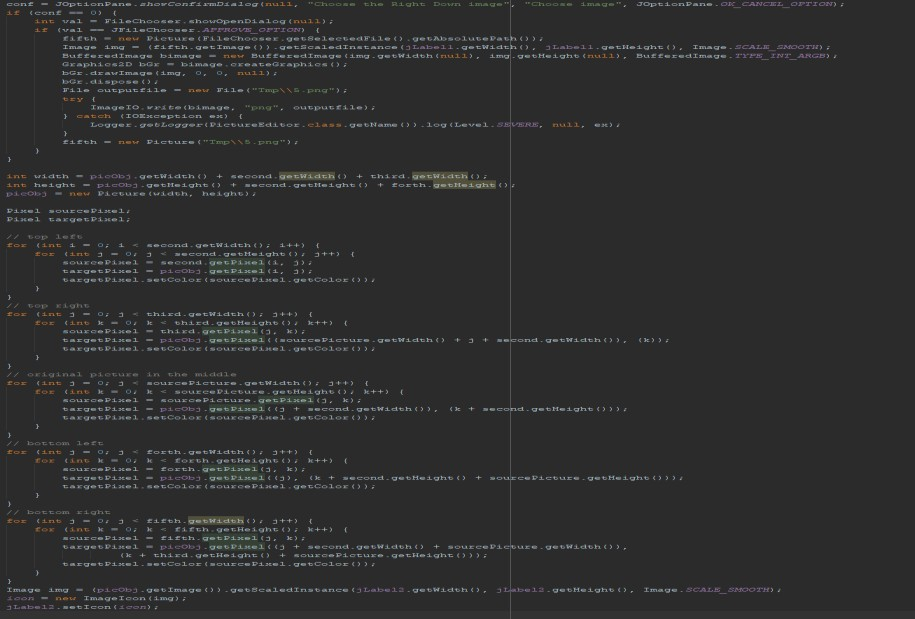 conf = JOptionPane.showConfirmDialog(null, "Choose the Right Down image", "Choose image", JOptionPane.OK_CANCEL_OPTION);
if (conf == 0) {
int val = FileChooser.showOpenDialog(null);
if (val == JFileChooser.APPROVE_OPTION) {
fifth = new Picture(FileChooser.getSelectedFile().getAbsolutePath());
Image img = (fifth.getImage()).getScaledInstance(jLabel1.getWidth(), jLabel1.getHeight(), Image.SCALE_SMOOTH);
BufferedImage bimage = new BufferedImage(img.getWidth(null), img.getHeight(null), BufferedImage.TYPE_INT_ARGB);
Graphics2D bGr = bimage.createGraphics();
bGr.drawImage(img, 0, 0, null);
bGr.dispose();
File outputfile = new File("Tmp\\5.png");
try {
ImageIO.write(bimage, "png", outputfile);
} catch (IOException ex) {
Logger.getLogger(PictureEditor.class.getName()).log(Level.SEVERE, null, ex);
}
fifth = new Picture("Tmp\\5.png");
}
}
int width = picObj.getWidth() + second.getWidth() + third.getWidth();
int height = picObj.getHeight() + second.getHeight() + forth.getHeight();
picObj = new Picture(width, height);
Pixel sourcePixel;
Pixel targetPixel;
// top left
for (int i = 0; i < second.getWidth(); i++) {
for (int j = 0; j < second.getHeight(); j++) {
sourcePixel = second.getPixel(i, j);
targetPixel = picObj.getPixel(i, j);
targetPixel.setColor(sourcePixel.getColor());
}
}
// top right
for (int j = 0; j < third.getWidth(); j++) {
for (int k = 0; k < third.getHeight(); k++) {
sourcePixel = third.getPixel(j, k);
targetPixel = picObj.getPixel((sourcePicture.getWidth() + j + second.getWidth()), (k));
targetPixel.setColor(sourcePixel.getColor());
}
}
// original picture in the middle
for (int j = 0; j < sourcePicture.getWidth(); j++) {
for (int k = 0; k < sourcePicture.getHeight(); k++) {
sourcePixel = sourcePicture.getPixel(j, k);
targetPixel = picObj.getPixel((j + second.getWidth()), (k + second.getHeight()));
targetPixel.setColor(sourcePixel.getColor());
}
}
// bottom left
for (int j = 0; j < forth.getWidth(); j++) {
for (int k = 0; k < forth.getHeight(); k++) {
sourcePixel = forth.getPixel(j, k);
targetPixel = picObj.getPixel((j), (k + second.getHeight() + sourcePicture.getHeight()));
targetPixel.setColor(sourcePixel.getColor());
}
}
// bottom right
for (int j = 0; j < fifth.getWidth(); j++) {
for (int k = 0; k < fifth.getHeight(); k++) {
sourcePixel = fifth.getPixel(j, k);
targetPixel = picObj.getPixel((j + second.getWidth() + sourcePicture.getWidth()),
(k + third.getHeight() + sourcePicture.getHeight()));
targetPixel.setColor(sourcePixel.getColor());
}
}
Image img = (picObj.getImage()).getScaledInstance(jLabel2.getWidth(), jLabel2.getHeight(), Image.SCALE_SMOOTH);
icon = new ImageIcon(img);
jLabel2.setIcon(icon);